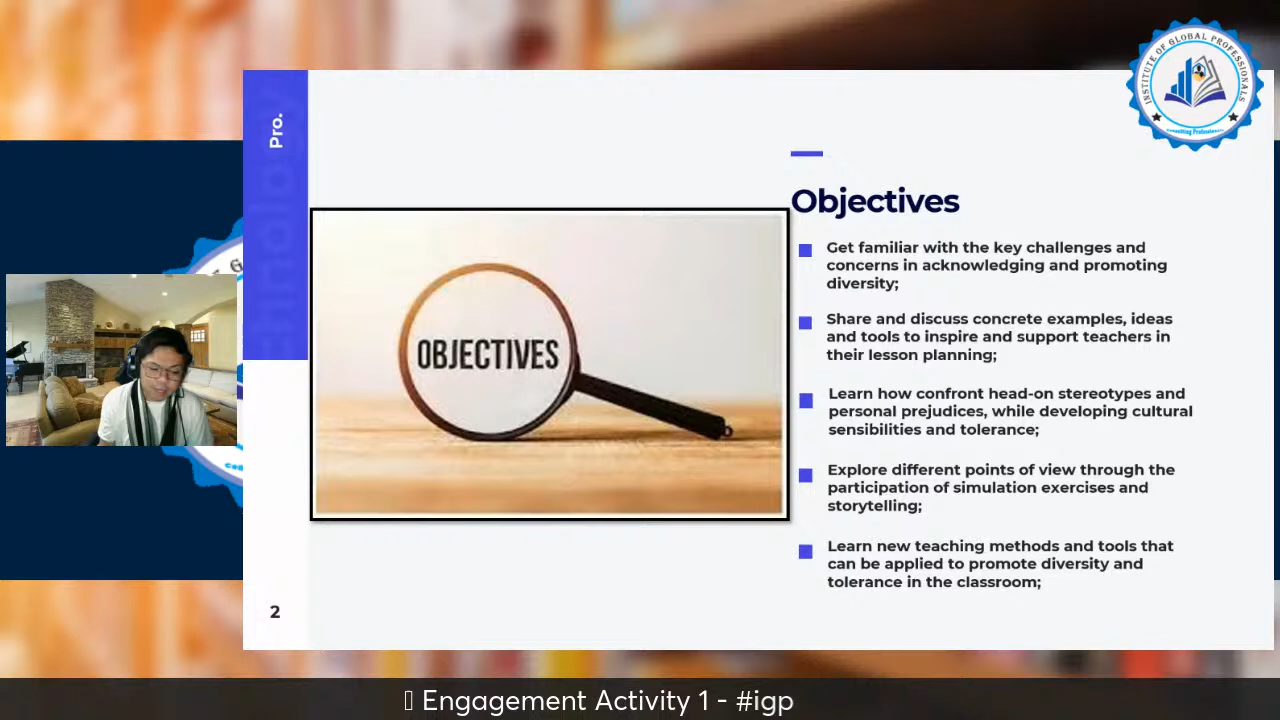 INSTITUTE OF GLOBAL PROFESSIONALS
Consulting Professionals
Pro.
Objectives
OBJECTIVES
Get familiar with the key challenges and
concerns in acknowledging and promoting
diversity;
Share and discuss concrete examples, ideas
and tools to inspire and support teachers in
their lesson planning;
Learn how confront head-on stereotypes and
personal prejudices, while developing cultural
sensibilities and tolerance;
Explore different points of view through the
participation of simulation exercises and
storytelling;
Learn new teaching methods and tools that
can be applied to promote diversity and
tolerance in the classroom;
2
Engagement Activity 1 - #igp